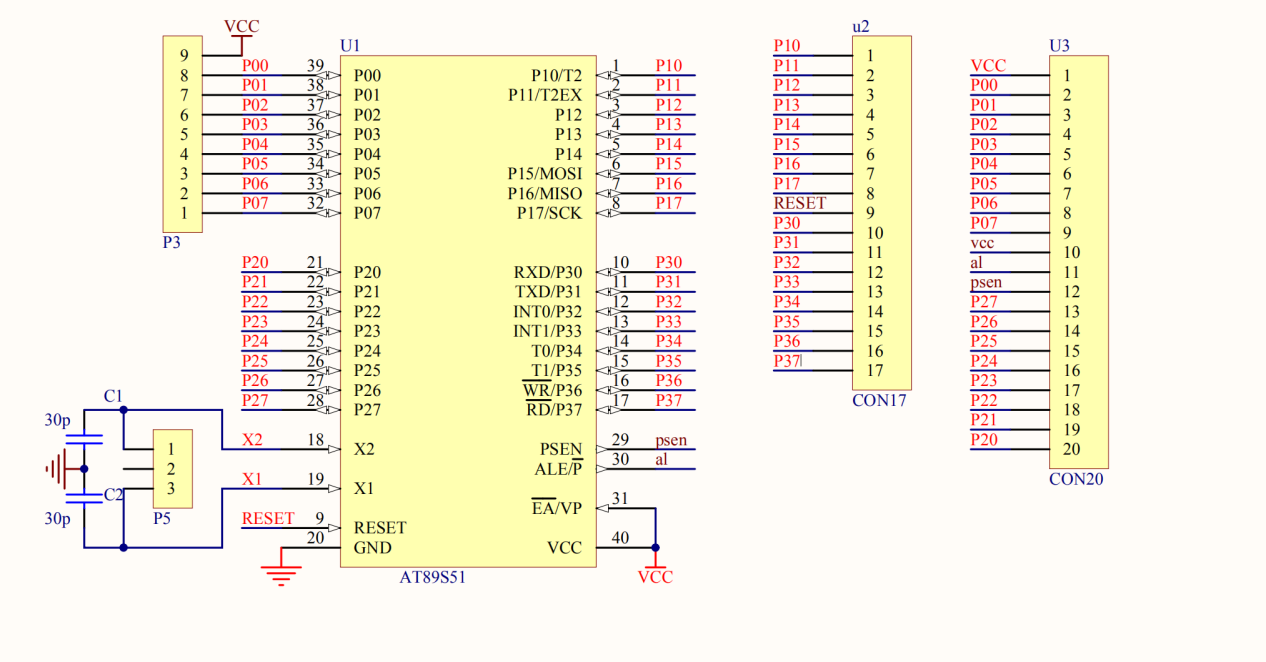 VCC
u2
U1
U3
9
P10 1
8 P00 39 P00 P10/T2 1 P10
P11 2
VCC 1
7 P01 38 P01 P11/T2EX 2 P11
P12 3
P00 2
6 P02 37 P02 P12 3 P12
P13 4
P01 3
5 P03 36 P03 P13 4 P13
P14 5
P02 4
4 P04 35 P04 P14 5 P14
P15 6
P03 5
3 P05 34 P05 P15/MOSI 6 P15
P16 7
P04 6
2 P06 33 P06 P16/MISO 7 P16
P17 8
P05 7
1 P07 32 P07 P17/SCK 8 P17
RESET 9
P06 8
P3
P30 10
P07 9
P31 11
vcc 10
P20 21 P20 RXD/P30 10 P30
P32 12
al 11
P21 22 P21 TXD/P31 11 P31
P33 13
psen 12
P22 23 P22 INT0/P32 12 P32
P34 14
P27 13
P23 24 P23 INT1/P33 13 P33
P35 15
P26 14
P24 25 P24 T0/P34 14 P34
P36 16
P25 15
P25 26 P25 T1/P35 15 P35
P37 17
P24 16
P26 27 P26 WR/P36 16 P36
P23 17
P27 28 P27 RD/P37 17 P37
CON17
P22 18
C1
30p
P21 19
X2 18 X2 PSEN 29 psen
P20 20
1
2
3
ALE/P 30 al
CON20
X1 19 X1
C2
30p
P5
EA/VP 31
RESET 9 RESET
20 GND VCC 40
AT89S51
VCC